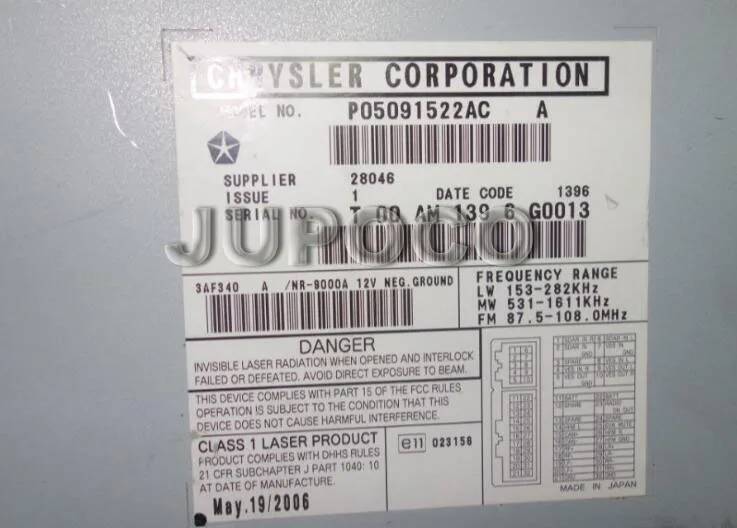 CHRYSLER CORPORATION
MODEL NO. P05091522AC A
SUPPLIER 28046
ISSUE 1 DATE CODE 1396
SERIAL NO. T 00 AM 139 6 G0013
JUPOCO
3AF340 A /NR-9000A 12V NEG.GROUND
FREQUENCY RANGE
LW 153-282KHz
MW 531-1611KHz
FM 87.5-108.0MHz
DANGER
INVISIBLE LASER RADIATION WHEN OPENED AND INTERLOCK
FAILED OR DEFEATED. AVOID DIRECT EXPOSURE TO BEAM.
THIS DEVICE COMPLIES WITH PART 15 OF THE FCC RULES
OPERATION IS SUBJECT TO THE CONDITION THAT THIS
DEVICE DOES NOT CAUSE HARMFUL INTERFERENCE.
CLASS 1 LASER PRODUCT
PRODUCT COMPLIES WITH DHHS RULES
21 CFR SUBCHAPTER J PART 1040: 10
AT DATE OF MANUFACTURE.
May.19/2006
e11 023156
MADE IN JAPAN